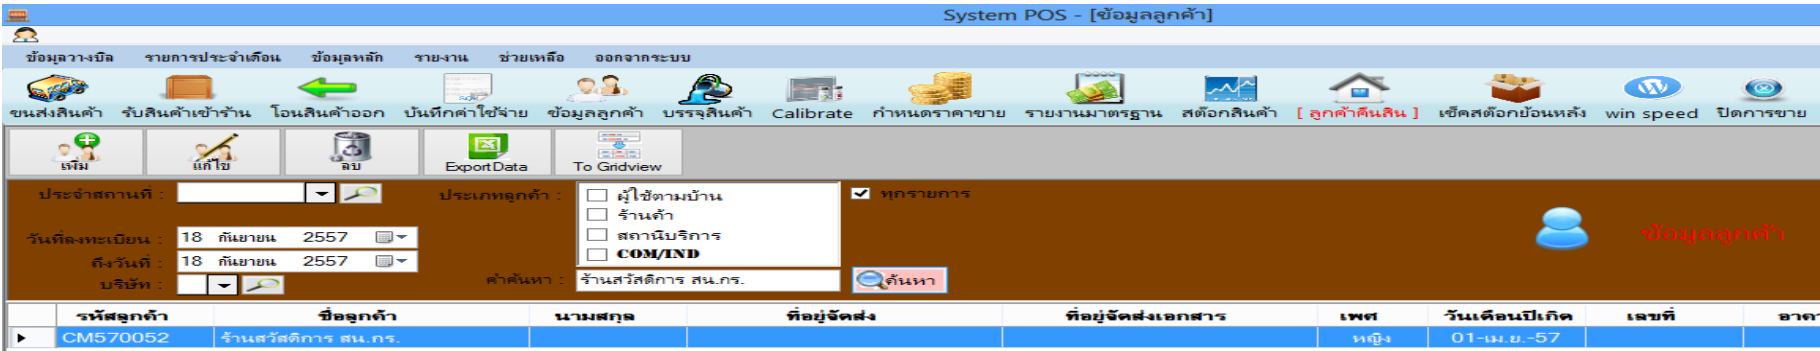 System POS - [ข้อมูลลูกค้า]
ข้อมูลวางบิล รายการประจำเดือน ข้อมูลหลัก รายงาน ช่วยเหลือ ออกจากระบบ
ขนส่งสินค้า รับสินค้าเข้าร้าน โอนสินค้าออก บันทึกค่าใช้จ่าย ข้อมูลลูกค้า บรรจุสินค้า Calibrate กำหนดราคาขาย รายงานมาตรฐาน สต๊อกสินค้า [ ลูกค้าคืนสิน ] เช็คสต๊อกย้อนหลัง win speed ปิดการขาย
เพิ่ม แก้ไข ลบ ExportData To Gridview
ประจำสถานที่ : ประเภทลูกค้า : ผู้ใช้ตามบ้าน ทุกรายการ
ร้านค้า
วันที่ลงทะเบียน : 18 กันยายน 2557 สถานีบริการ ข้อมูลลูกค้า
ถึงวันที่ : 18 กันยายน 2557 COM/IND
บริษัท : คำค้นหา : ร้านสวัสดิการ สน.กร. ค้นหา
รหัสลูกค้า ชื่อลูกค้า นามสกุล ที่อยู่จัดส่ง ที่อยู่จัดส่งเอกสาร เพศ วันเดือนปีเกิด เลขที่ อาคา
CM570052 ร้านสวัสดิการ สน.กร. หญิง 01-เม.ย.-57